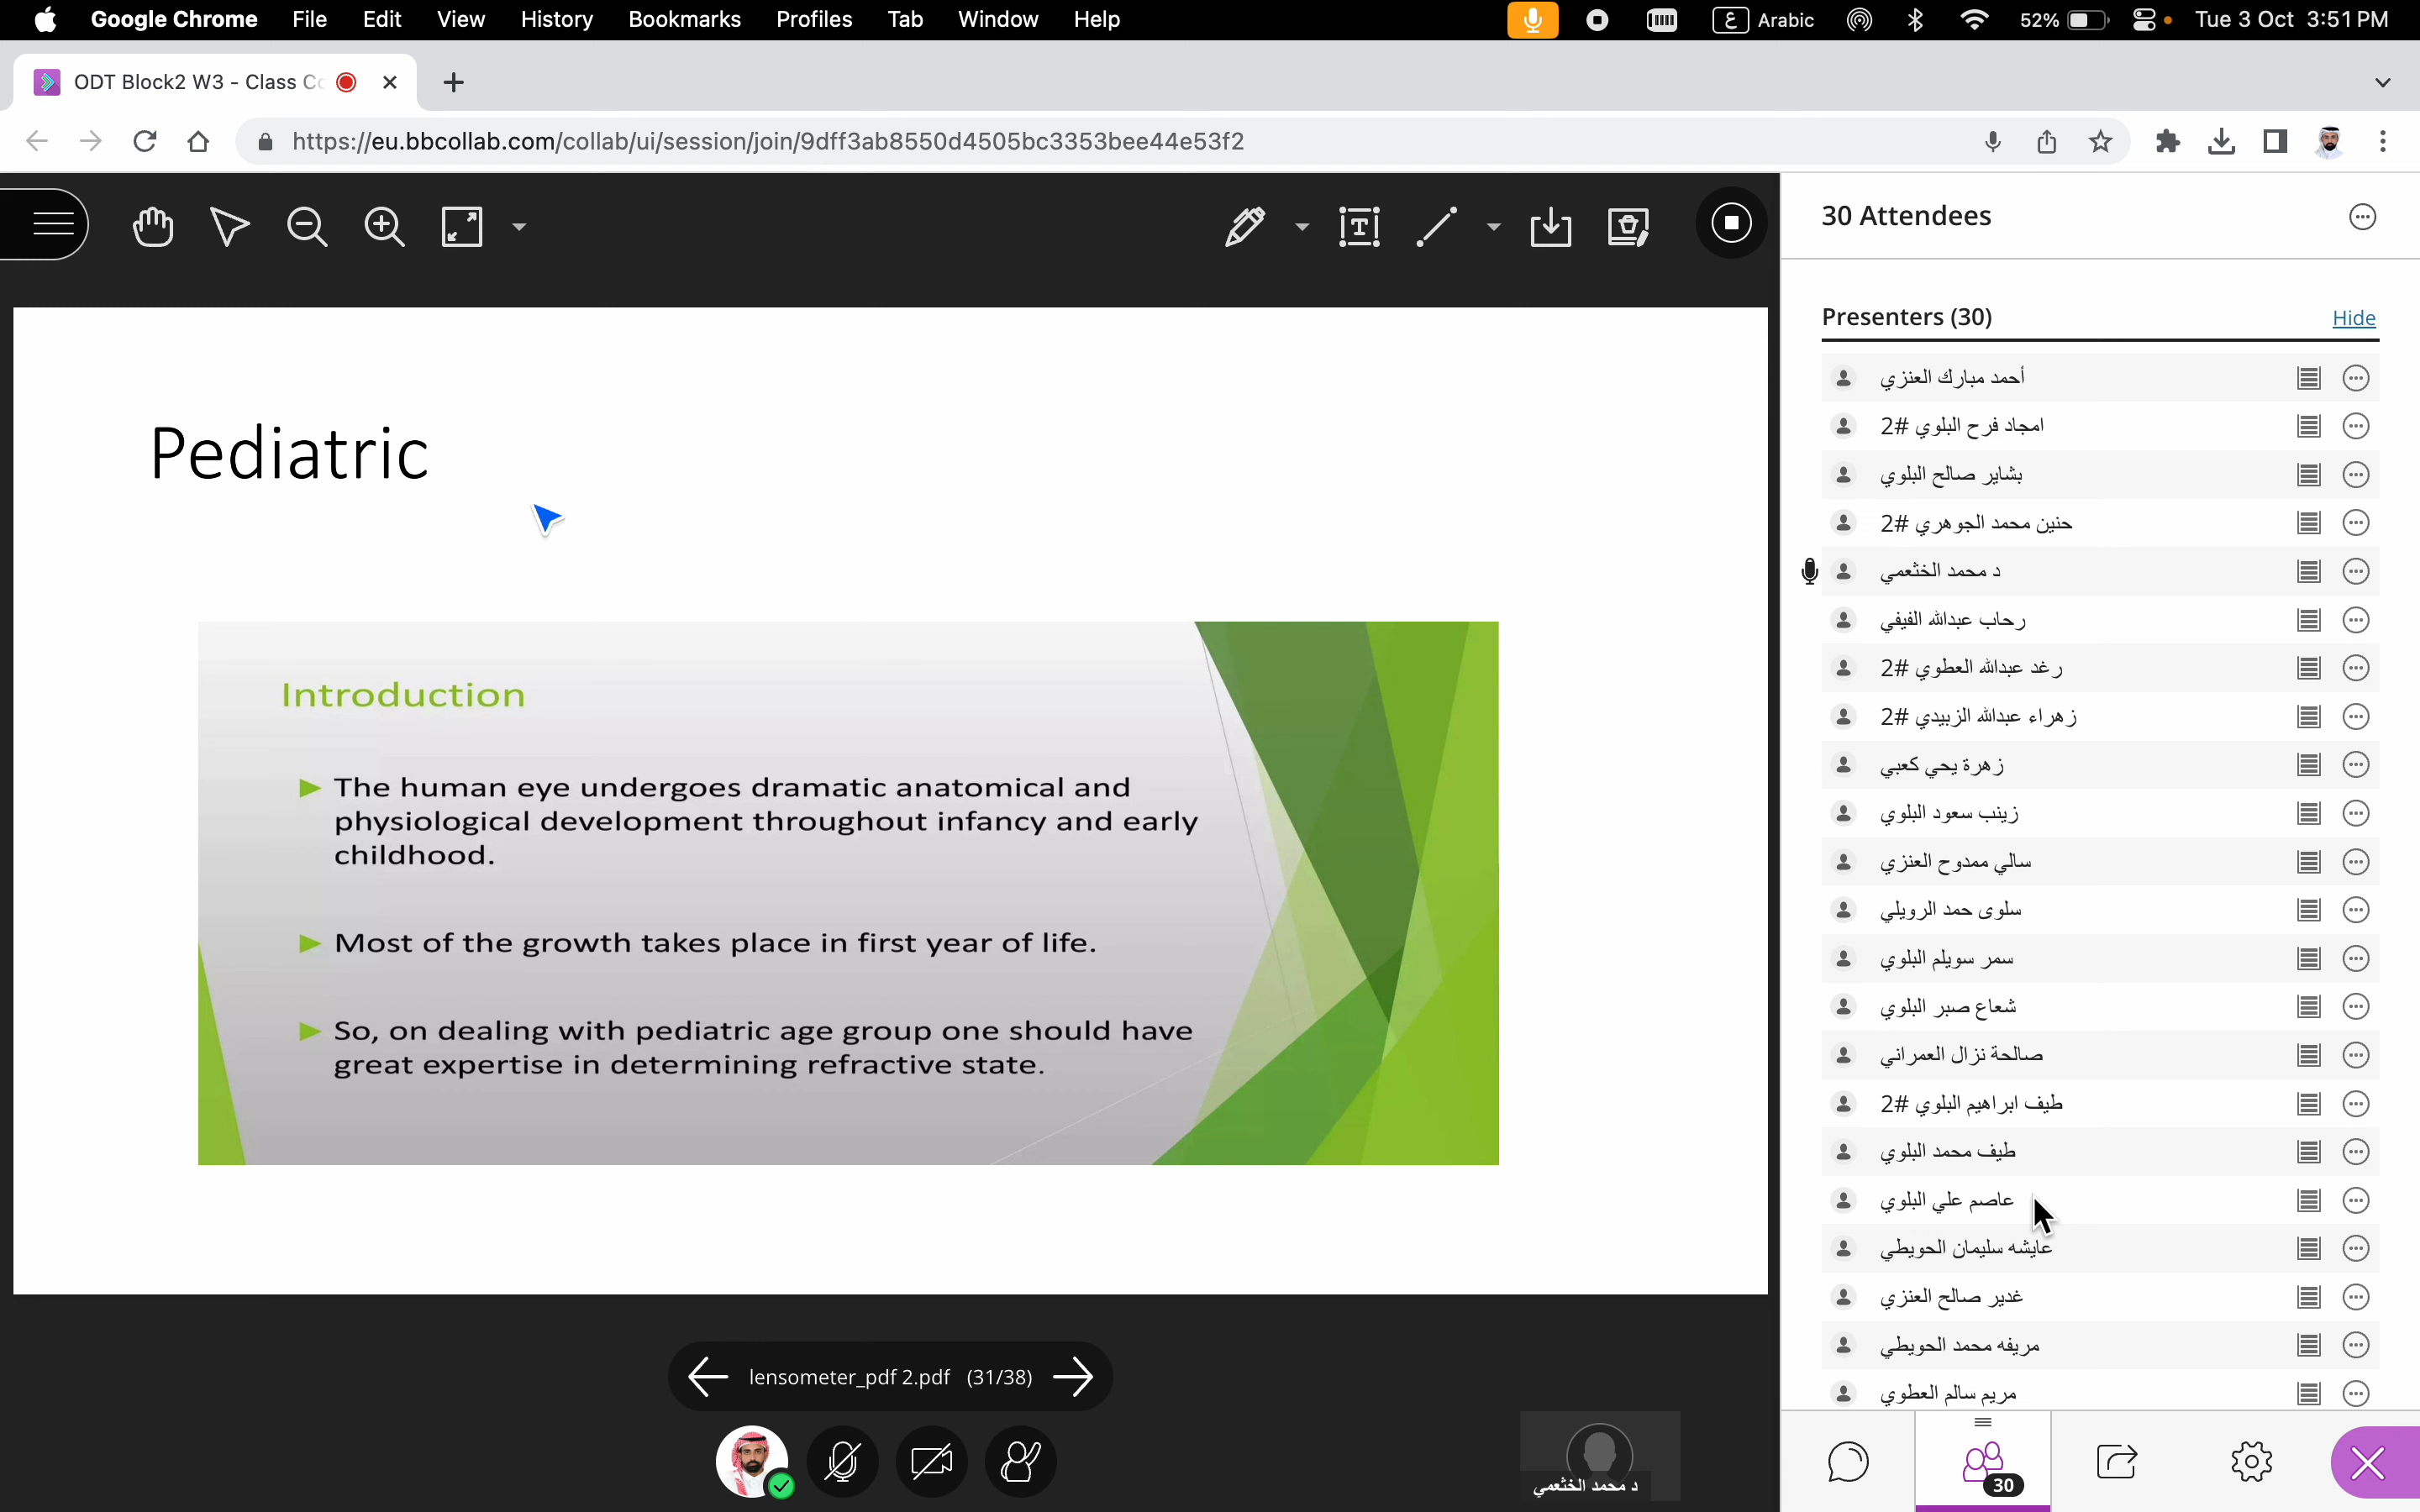 Google Chrome File Edit View History Bookmarks Profiles Tab Window Help
ع Arabic 52% Tue 3 Oct 3:51 PM
ODT Block2 W3 - Class Co
https://eu.bbcollab.com/collab/ui/session/join/9dff3ab8550d4505bc3353bee44e53f2
Pediatric
Introduction
The human eye undergoes dramatic anatomical and
physiological development throughout infancy and early
childhood.
Most of the growth takes place in first year of life.
So, on dealing with pediatric age group one should have
great expertise in determining refractive state.
lensometer_pdf 2.pdf (31/38)
د محمد الخثعمي
30 Attendees
Presenters (30) Hide
أحمد مبارك العنزي
امجاد فرح البلوي #2
بشاير صالح البلوي
حنين محمد الجوهري #2
د محمد الخثعمي
رحاب عبدالله الفيفي
رغد عبدالله العطوي #2
زهراء عبدالله الزبيدي #2
زهرة يحي كعبي
زينب سعود البلوي
سالي ممدوح العنزي
سلوى حمد الرويلي
سمر سويلم البلوي
شعاع صبر البلوي
صالحة نزال العمراني
طيف ابراهيم البلوي #2
طيف محمد البلوي
عاصم علي البلوي
عايشه سليمان الحويطي
غدير صالح العنزي
مريفه محمد الحويطي
مريم سالم العطوي
30